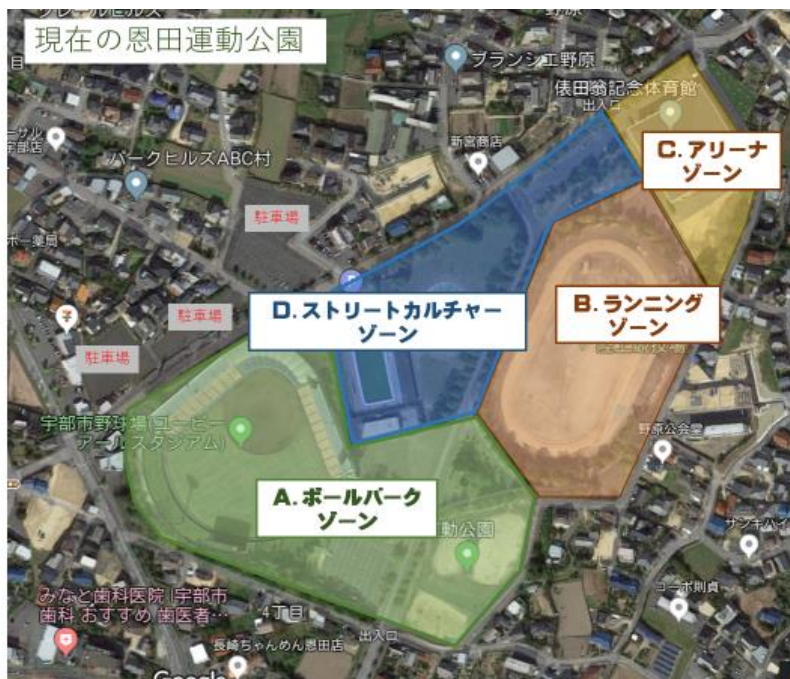 現在の恩田運動公園
ブランシエ野原
俵田翁記念体育館
出入口
新宮商店
C.アリーナ
ゾーン
パークヒルズABC村
駐車場
D.ストリートカルチャー
ゾーン
B.ランニング
ゾーン
駐車場
駐車場
宇部市野球場(ユーピー
アールスタジアム)
野原公会堂
A.ボールパーク
ゾーン
動公園
サンキハイ
コーポ則貞
みなと歯科医院|宇部市
歯科 おすすめ 歯医者…
4丁目
出入口
長崎ちゃんめん恩田店
Google